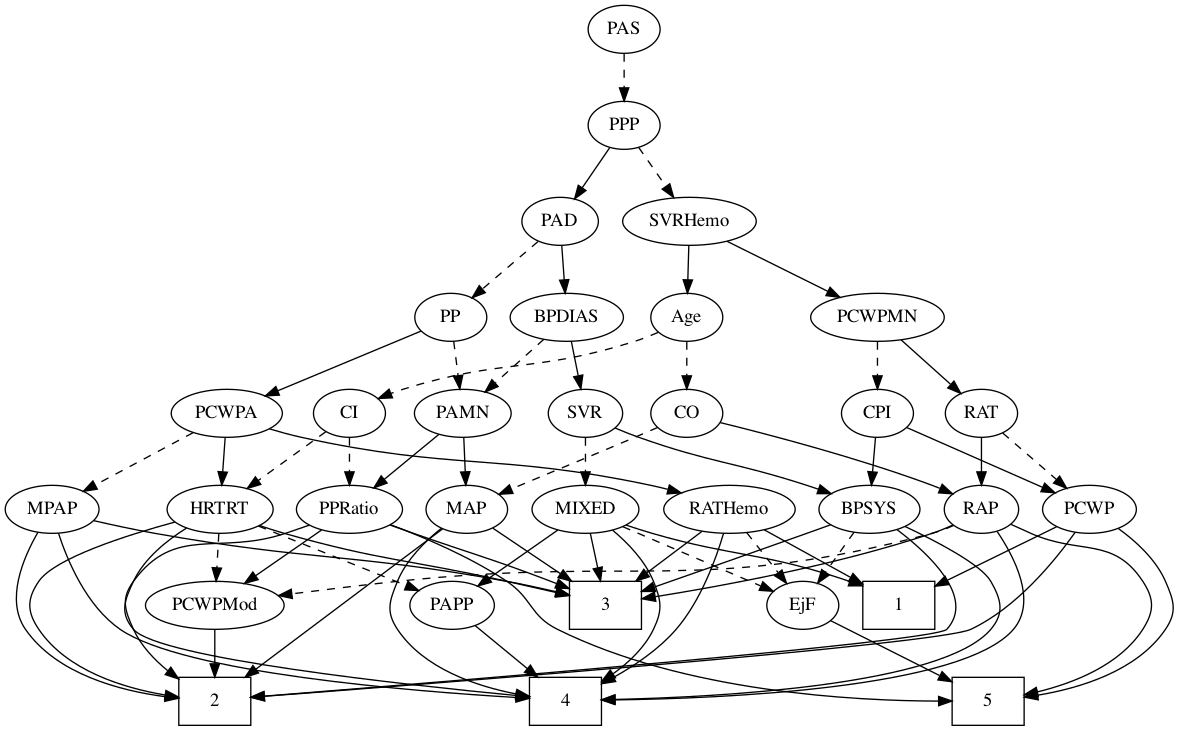 PAS
PPP
PAD
SVRHemo
PP
BPDIAS
Age
PCWPMN
PCWPA
CI
PAMN
SVR
CO
CPI
RAT
MPAP
HRTRT
PPRatio
MAP
MIXED
RATHemo
BPSYS
RAP
PCWP
PCWPMod
PAPP
3
EjF
1
2
4
5